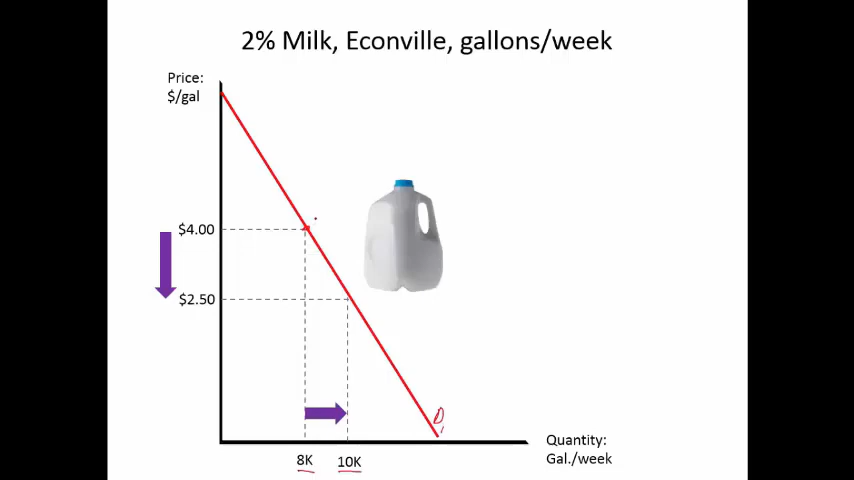 2% Milk, Econville, gallons/week
Price:
$/gal
$4.00
$2.50
D
8K
10K
Quantity:
Gal./week